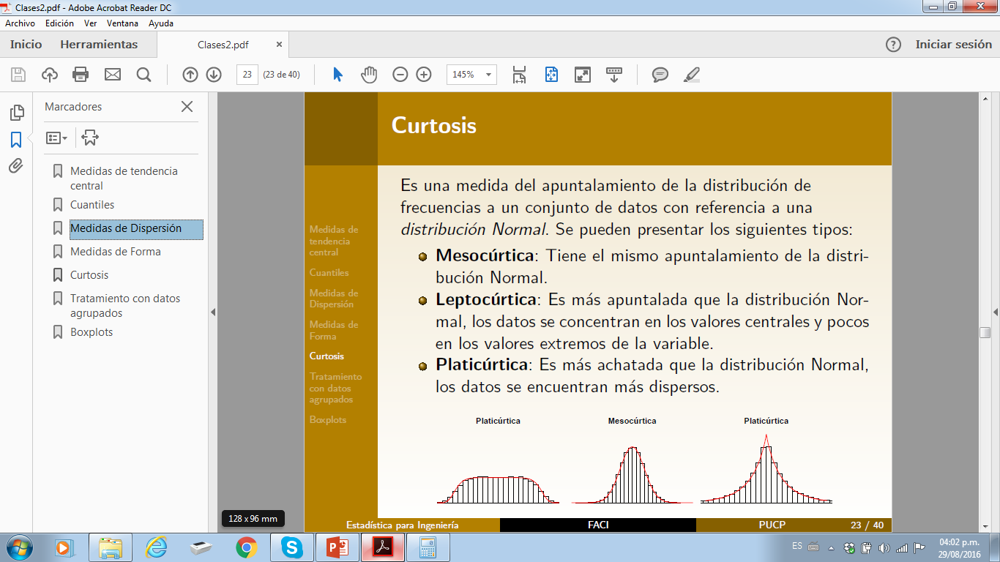 Clases2.pdf - Adobe Acrobat Reader DC
Archivo Edición Ver Ventana Ayuda
Inicio Herramientas Clases2.pdf × ? Iniciar sesión
23 (23 de 40) 145%
Marcadores
Medidas de tendencia
central
Cuantiles
Medidas de Dispersión
Medidas de Forma
Curtosis
Tratamiento con datos
agrupados
Boxplots
Curtosis
Medidas de
tendencia
central
Cuantiles
Medidas de
Dispersión
Medidas de
Forma
Curtosis
Tratamiento
con datos
agrupados
Boxplots
Es una medida del apuntalamiento de la distribución de
frecuencias a un conjunto de datos con referencia a una
distribución Normal. Se pueden presentar los siguientes tipos:
Mesocúrtica: Tiene el mismo apuntalamiento de la distri-
bución Normal.
Leptocúrtica: Es más apuntalada que la distribución Nor-
mal, los datos se concentran en los valores centrales y pocos
en los valores extremos de la variable.
Platicúrtica: Es más achatada que la distribución Normal,
los datos se encuentran más dispersos.
Platicúrtica Mesocúrtica Platicúrtica
128 x 96 mm
Estadística para Ingeniería FACI PUCP 23 / 40
ES 04:02 p.m.
29/08/2016